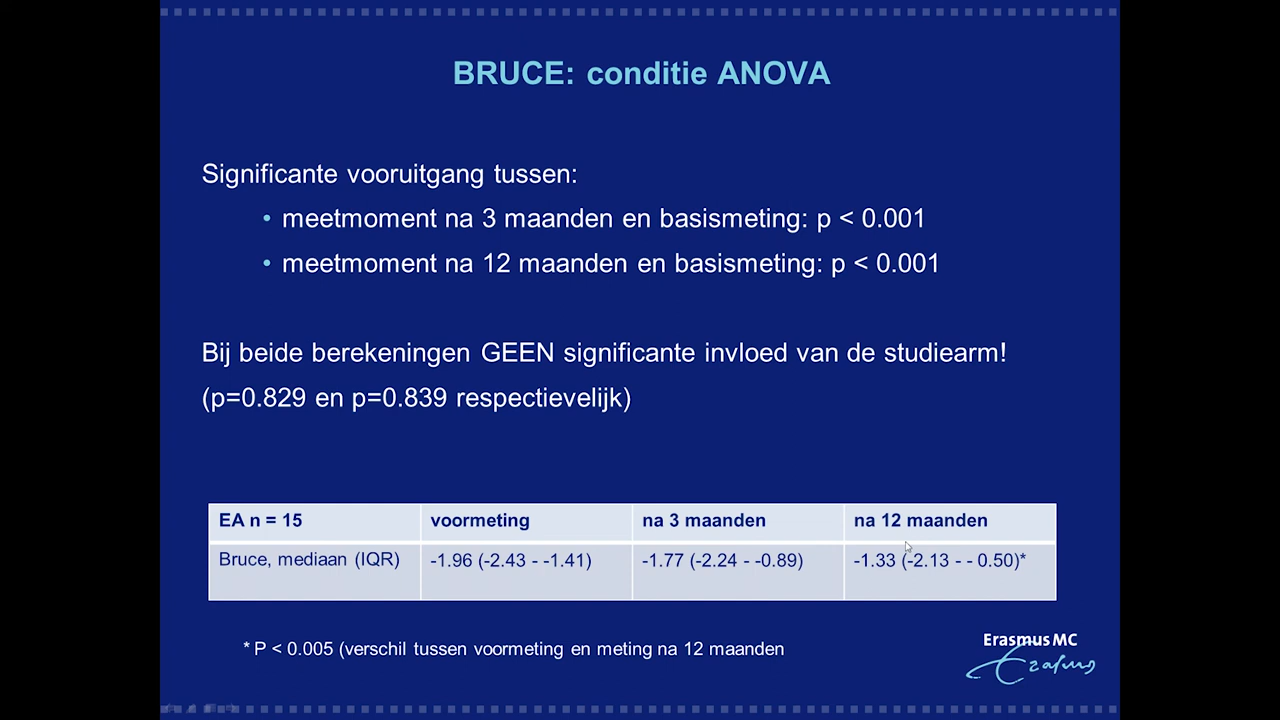 BRUCE: conditie ANOVA
Significante vooruitgang tussen:
• meetmoment na 3 maanden en basismeting: p < 0.001
• meetmoment na 12 maanden en basismeting: p < 0.001
Bij beide berekeningen GEEN significante invloed van de studiearm!
(p=0.829 en p=0.839 respectievelijk)
EA n = 15 voormeting na 3 maanden na 12 maanden
Bruce, mediaan (IQR) -1.96 (-2.43 - -1.41) -1.77 (-2.24 - -0.89) -1.33 (-2.13 - - 0.50)*
* P < 0.005 (verschil tussen voormeting en meting na 12 maanden
Erasmus MC
Erasmus